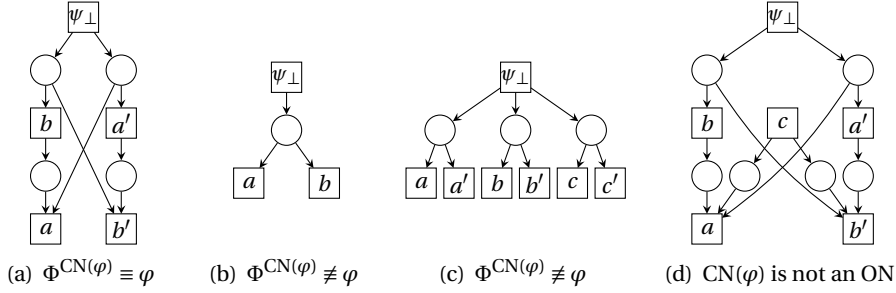 ψ⊥ ψ⊥
ψ⊥ ψ⊥
b a′ b c a′
a b a a′ b b′ c c′
a b′ a b′
(a) Φ^CN(φ) ≡ φ (b) Φ^CN(φ) ≢ φ (c) Φ^CN(φ) ≢ φ (d) CN(φ) is not an ON